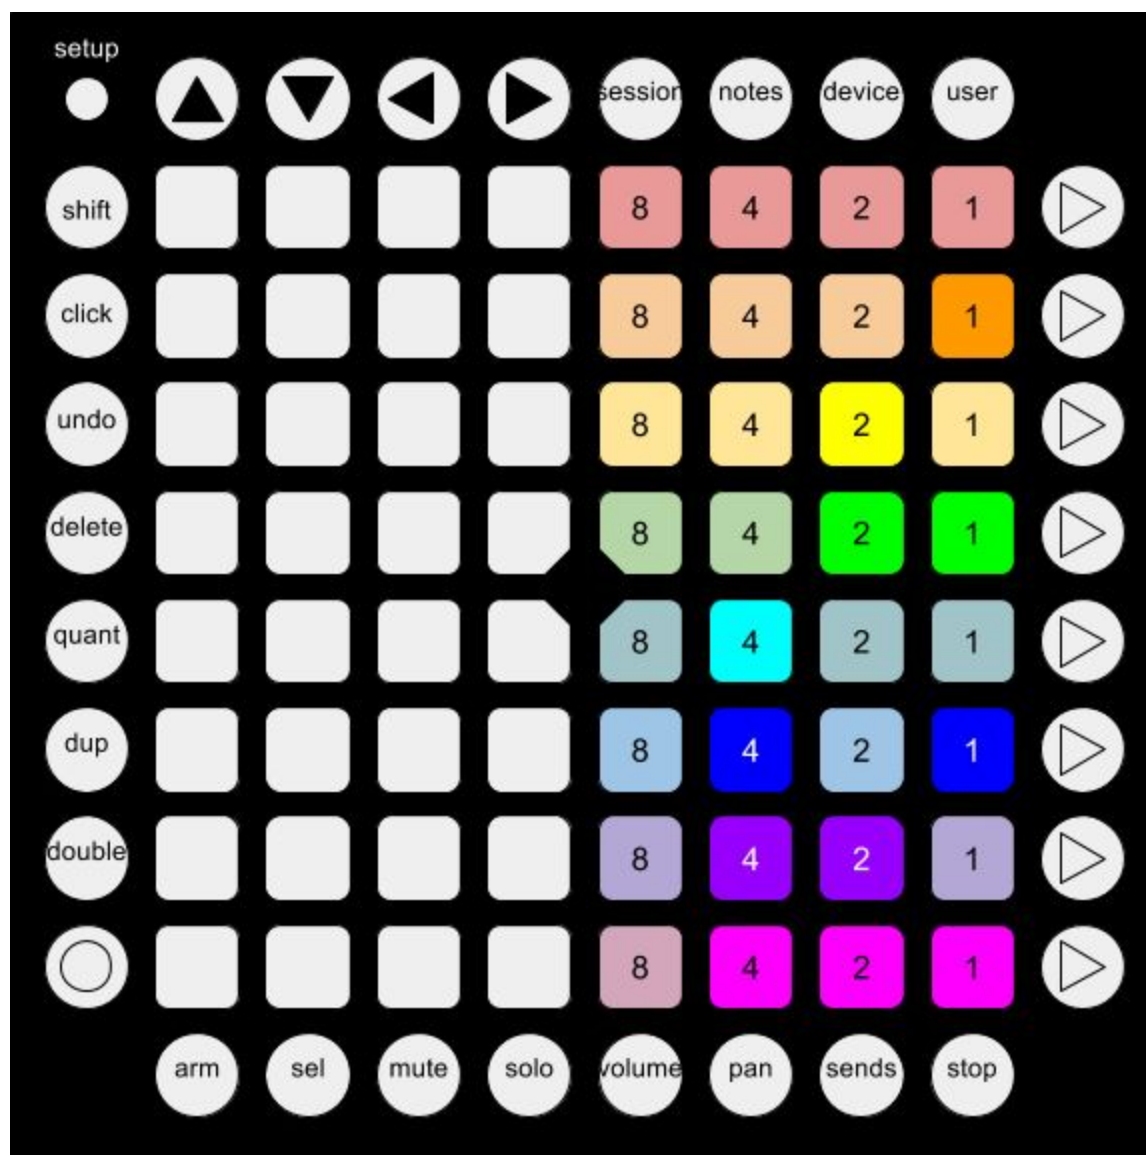 setup
session notes device user
shift 8 4 2 1
click 8 4 2 1
undo 8 4 2 1
delete 8 4 2 1
quant 8 4 2 1
dup 8 4 2 1
double 8 4 2 1
8 4 2 1
arm sel mute solo volume pan sends stop